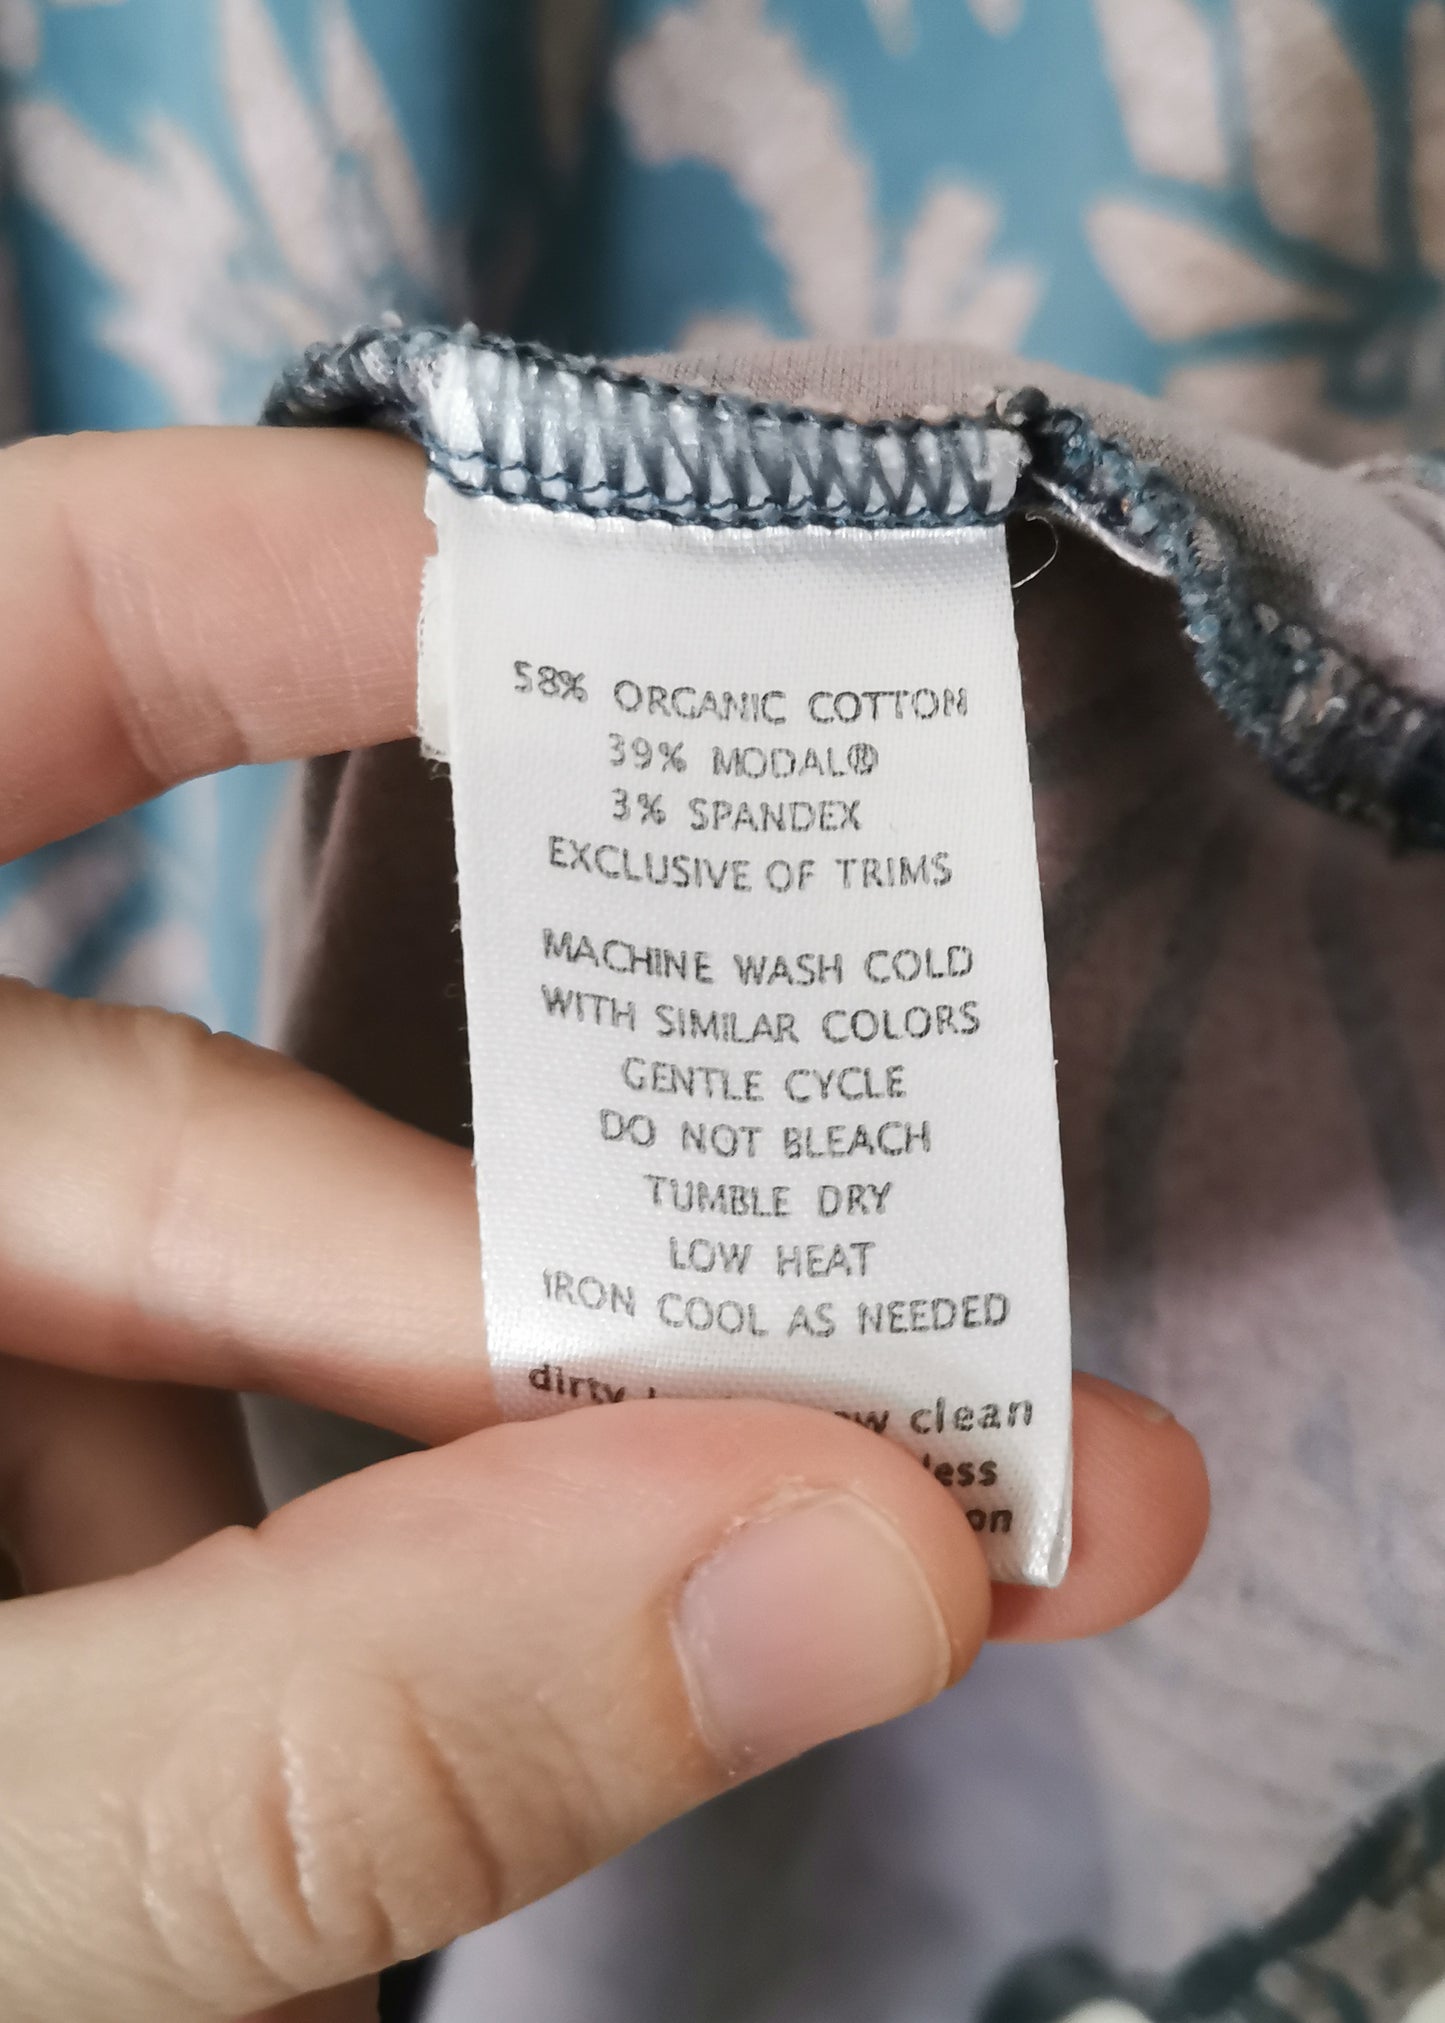 58% ORGANIC COTTON
39% MODAL®
3% SPANDEX
EXCLUSIVE OF TRIMS
MACHINE WASH COLD
WITH SIMILAR COLORS
GENTLE CYCLE
DO NOT BLEACH
TUMBLE DRY
LOW HEAT
IRON COOL AS NEEDED
dirty clean